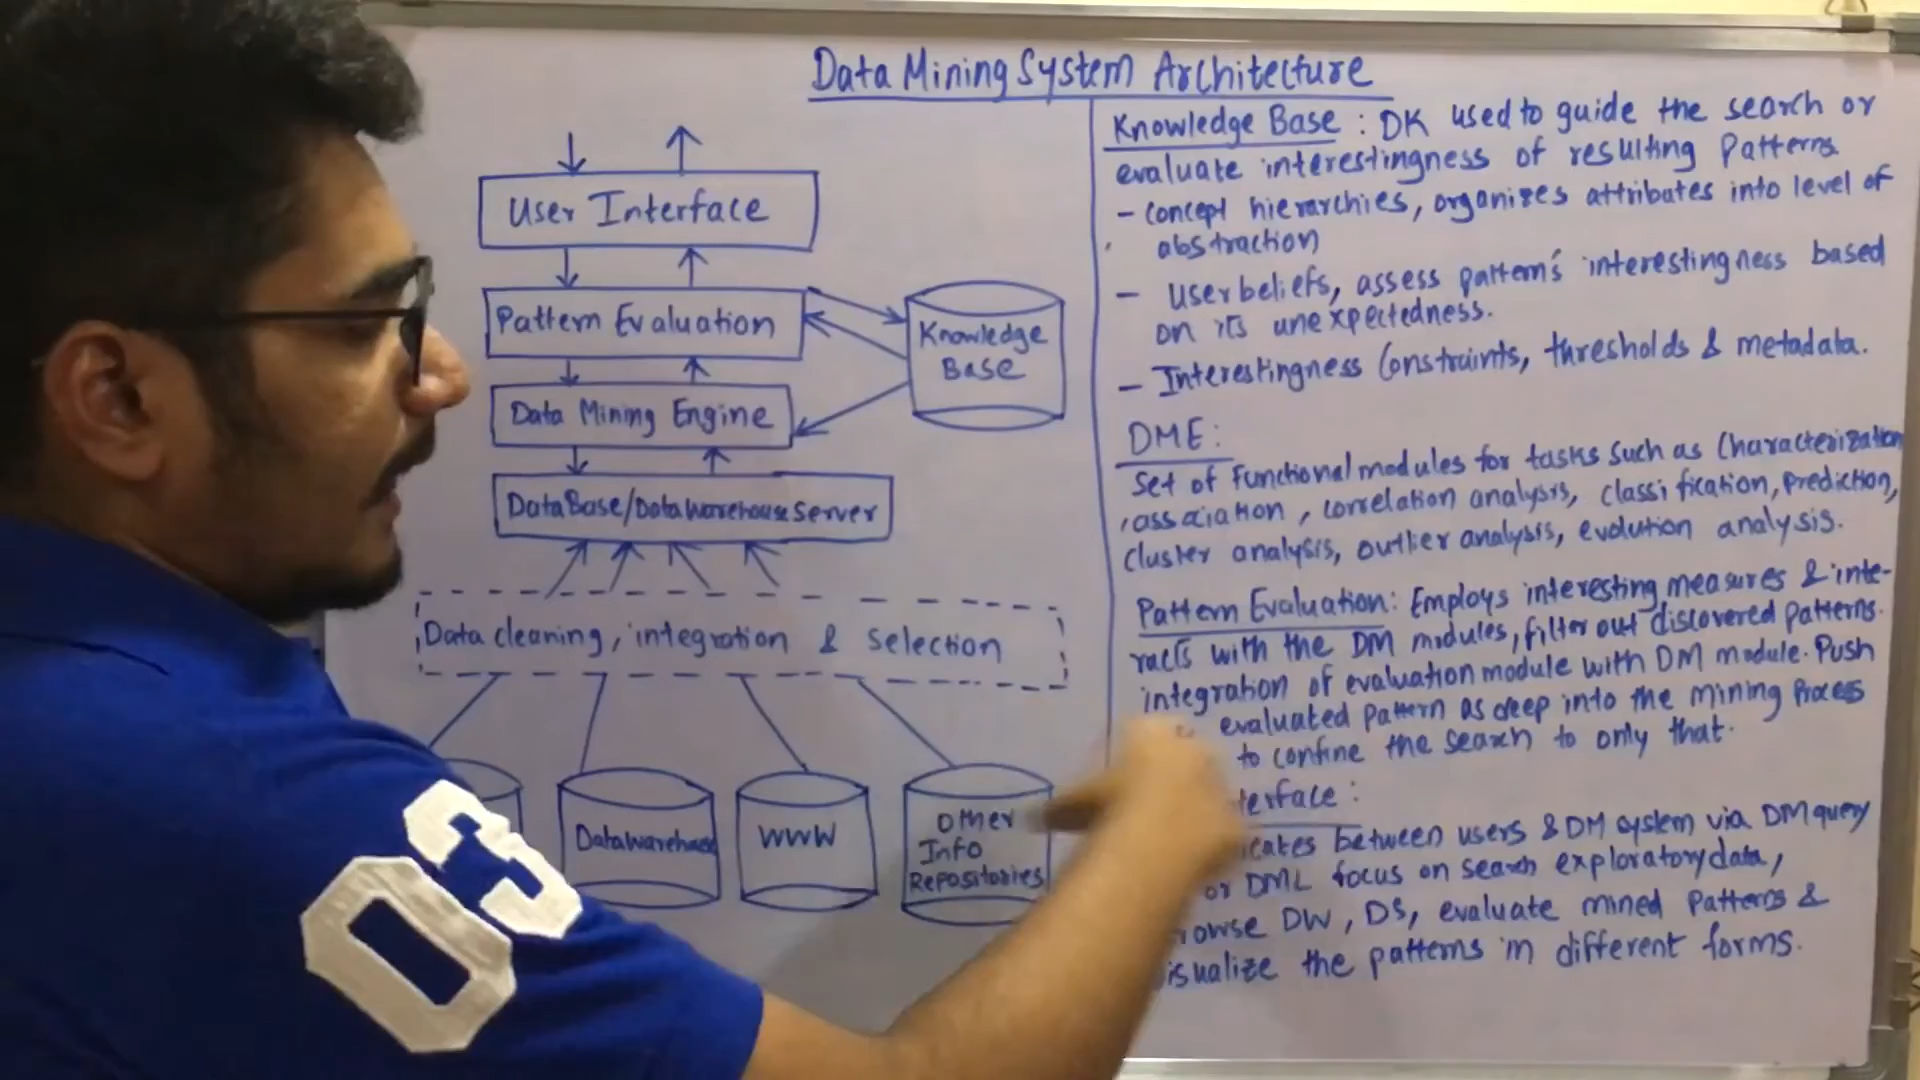 Data Mining System Architecture
User Interface
Pattern Evaluation
Knowledge
Base
Data Mining Engine
DataBase/Datawarehouse Server
Data cleaning, integration & selection
Datawarehouse
WWW
Other
Info
Repositories
03
Knowledge Base : DK used to guide the search or
evaluate interestingness of resulting Patterns
- concept hierarchies, organizes attributes into level of
abstraction
- User beliefs, assess pattern's interestingness based
on its unexpectedness.
- Interestingness Constraints, thresholds & metadata.
DME :
Set of Functional modules for tasks such as Characterization
, association, correlation analysis, classification, prediction,
cluster analysis, outlier analysis, evolution analysis.
Pattern Evaluation: Employs interesting measures & inte-
racts with the DM modules, filter out discovered patterns.
integration of evaluation module with DM module. Push
evaluated pattern as deep into the mining Process
to confine the search to only that.
terface :
icates between users & DM system via DM query
or DML focus on search exploratory data,
rowse DW, DS, evaluate mined Patterns &
isualize the patterns in different forms.